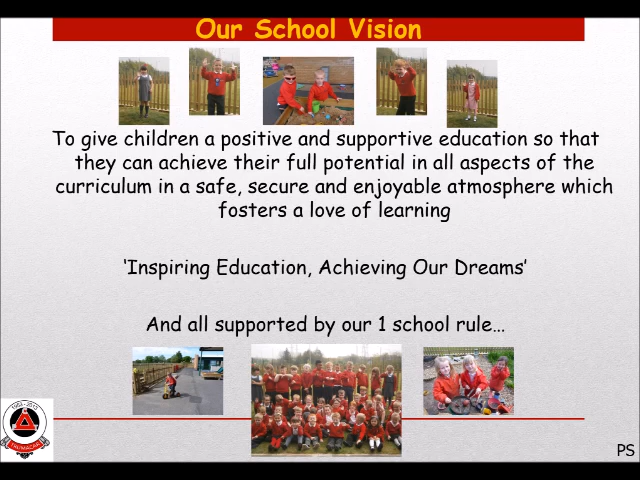 Our School Vision
To give children a positive and supportive education so that
they can achieve their full potential in all aspects of the
curriculum in a safe, secure and enjoyable atmosphere which
fosters a love of learning
‘Inspiring Education, Achieving Our Dreams’
And all supported by our 1 school rule…
PS